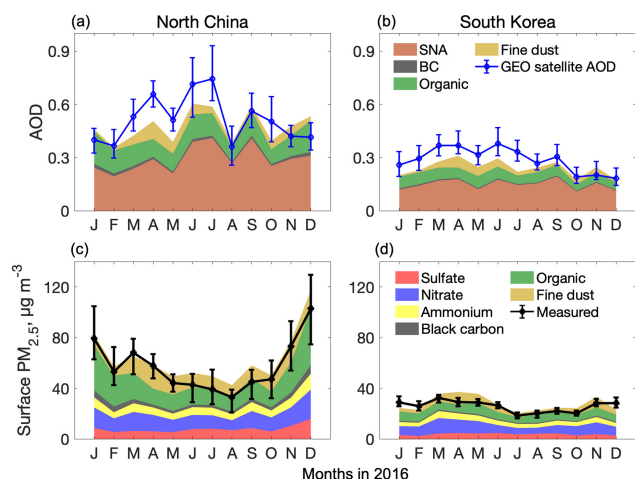 North China
South Korea
(a)
(b)
0.9
0.6
0.3
0
AOD
SNA
BC
Organic
J F M A M J J A S O N D
0.9
0.6
0.3
0
Fine dust
GEO satellite AOD
J F M A M J J A S O N D
(c)
(d)
120
80
40
0
Surface PM2.5, μg m−3
J F M A M J J A S O N D
120
80
40
0
Sulfate
Nitrate
Ammonium
Black carbon
Organic
Fine dust
Measured
J F M A M J J A S O N D
Months in 2016